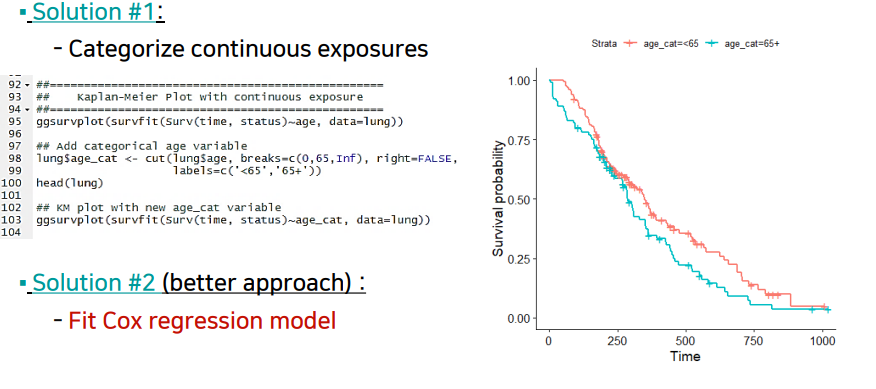 ▪ Solution #1:
- Categorize continuous exposures
92 ##================================================
93 ## Kaplan-Meier Plot with continuous exposure
94 ##================================================
95 ggsurvplot(survfit(Surv(time, status)~age, data=lung))
96
97 ## Add categorical age variable
98 lung$age_cat <- cut(lung$age, breaks=c(0,65,Inf), right=FALSE,
99 labels=c('<65','65+'))
100 head(lung)
101
102 ## KM plot with new age_cat variable
103 ggsurvplot(survfit(Surv(time, status)~age_cat, data=lung))
104
▪ Solution #2 (better approach) :
- Fit Cox regression model
Strata age_cat=<65 age_cat=65+
Survival probability
1.00
0.75
0.50
0.25
0.00
0 250 500 750 1000
Time